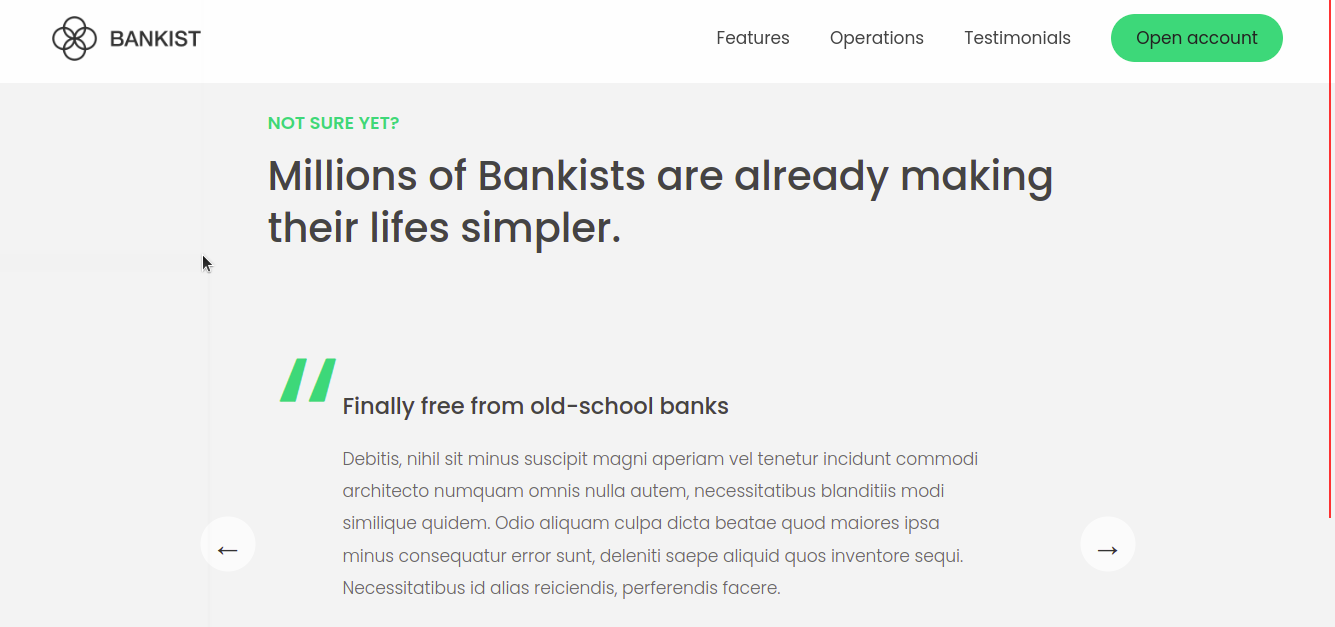 BANKIST
Features
Operations
Testimonials
Open account
NOT SURE YET?
Millions of Bankists are already making
their lifes simpler.
Finally free from old-school banks
Debitis, nihil sit minus suscipit magni aperiam vel tenetur incidunt commodi
architecto numquam omnis nulla autem, necessitatibus blanditiis modi
similique quidem. Odio aliquam culpa dicta beatae quod maiores ipsa
minus consequatur error sunt, deleniti saepe aliquid quos inventore sequi.
Necessitatibus id alias reiciendis, perferendis facere.